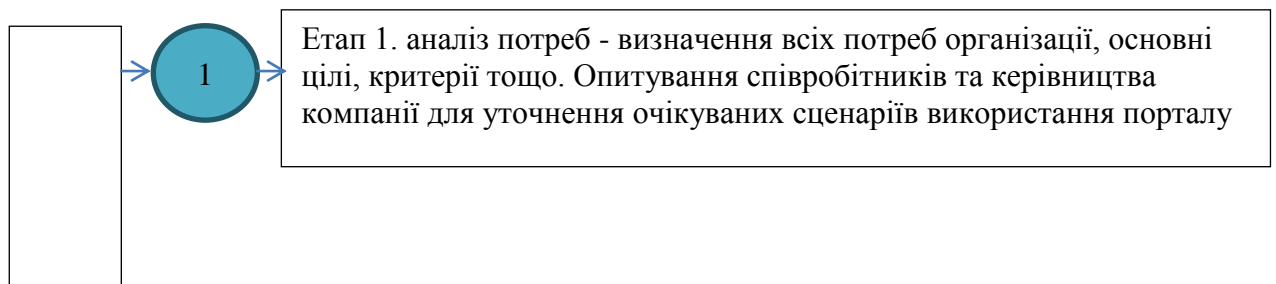 1
Етап 1. аналіз потреб - визначення всіх потреб організації, основні
цілі, критерії тощо. Опитування співробітників та керівництва
компанії для уточнення очікуваних сценаріїв використання порталу